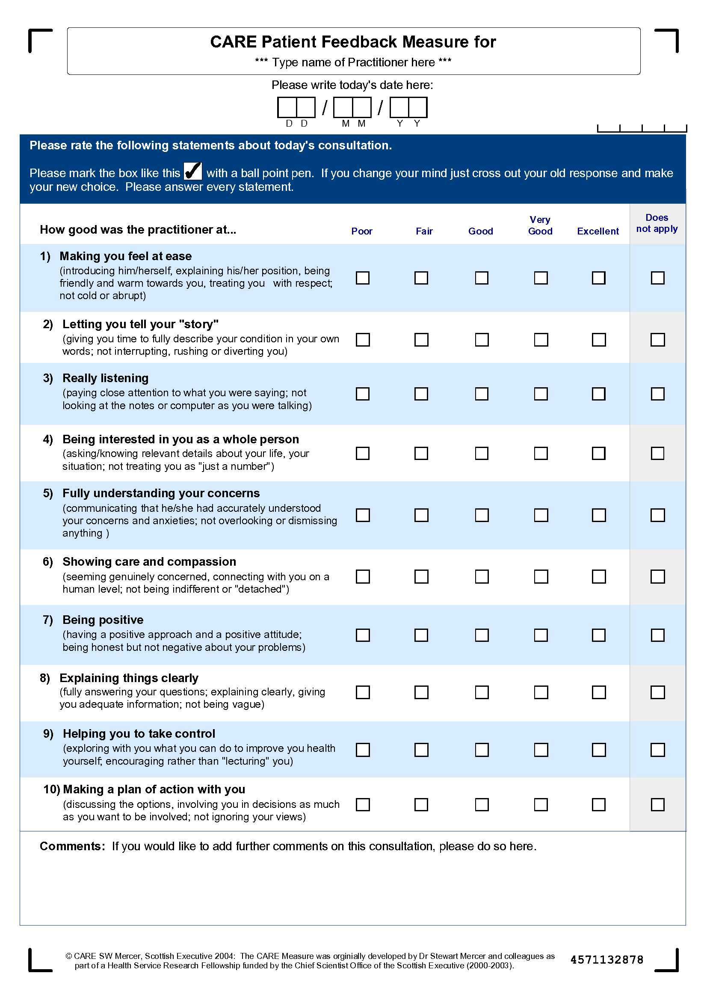 CARE Patient Feedback Measure for
*** Type name of Practitioner here ***
Please write today's date here:
/ /
D D M M Y Y
Please rate the following statements about today's consultation.
Please mark the box like this ✓ with a ball point pen.  If you change your mind just cross out your old response and make
your new choice.  Please answer every statement.
How good was the practitioner at... Poor Fair Good Very Good Excellent Does not apply
1) Making you feel at ease
(introducing him/herself, explaining his/her position, being
friendly and warm towards you, treating you   with respect;
not cold or abrupt)
2) Letting you tell your "story"
(giving you time to fully describe your condition in your own
words; not interrupting, rushing or diverting you)
3) Really listening
(paying close attention to what you were saying; not
looking at the notes or computer as you were talking)
4) Being interested in you as a whole person
(asking/knowing relevant details about your life, your
situation; not treating you as "just a number")
5) Fully understanding your concerns
(communicating that he/she had accurately understood
your concerns and anxieties; not overlooking or dismissing
anything )
6) Showing care and compassion
(seeming genuinely concerned, connecting with you on a
human level; not being indifferent or "detached")
7) Being positive
(having a positive approach and a positive attitude;
being honest but not negative about your problems)
8) Explaining things clearly
(fully answering your questions; explaining clearly, giving
you adequate information; not being vague)
9) Helping you to take control
(exploring with you what you can do to improve you health
yourself; encouraging rather than "lecturing" you)
10) Making a plan of action with you
(discussing the options, involving you in decisions as much
as you want to be involved; not ignoring your views)
Comments:  If you would like to add further comments on this consultation, please do so here.
© CARE SW Mercer, Scottish Executive 2004:  The CARE Measure was orginially developed by Dr Stewart Mercer and colleagues as
part of a Health Service Research Fellowship funded by the Chief Scientist Office of the Scottish Executive (2000-2003).
4571132878